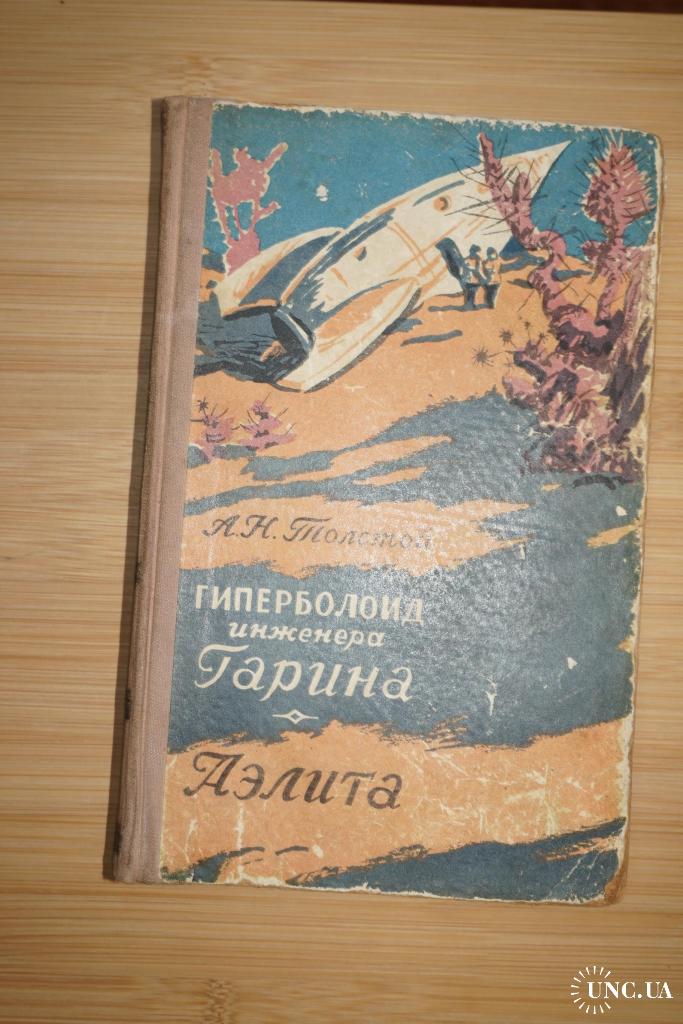 А.Н. Толстой
ГИПЕРБОЛОИД
инженера
Гарина
Аэлита
UNC.UA